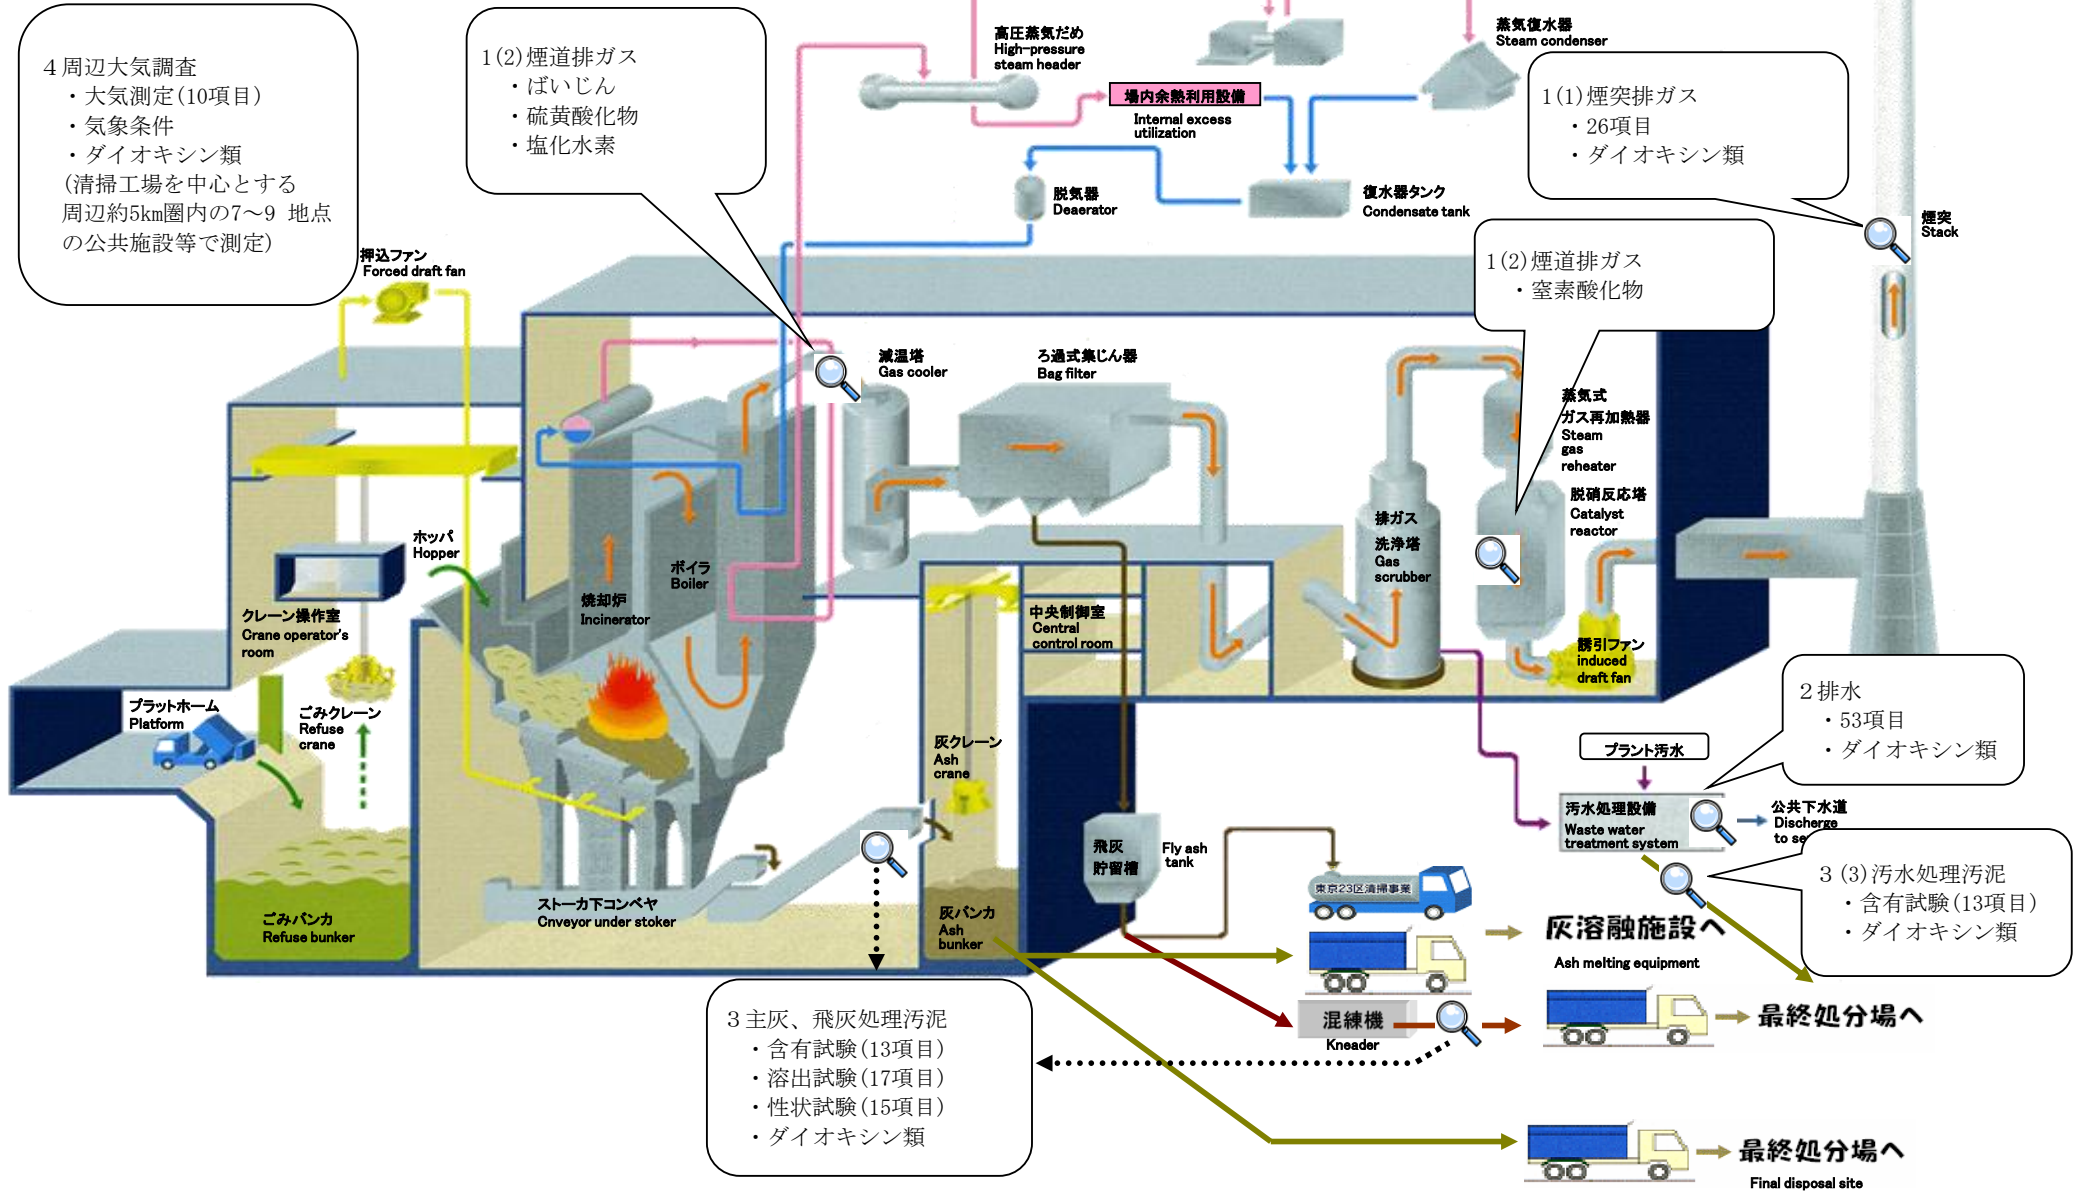 4 周辺大気調査
・大気測定(10項目)
・気象条件
・ダイオキシン類
(清掃工場を中心とする
周辺約5km圏内の7～9 地点
の公共施設等で測定)
1(2)煙道排ガス
・ばいじん
・硫黄酸化物
・塩化水素
高圧蒸気だめ
High-pressure
steam header
場内余熱利用設備
Internal excess
utilization
蒸気復水器
Steam condenser
1(1)煙突排ガス
・26項目
・ダイオキシン類
脱気器
Deaerator
復水器タンク
Condensate tank
煙突
Stack
1(2)煙道排ガス
・窒素酸化物
押込ファン
Forced draft fan
減温塔
Gas cooler
ろ過式集じん器
Bag filter
蒸気式
ガス再加熱器
Steam
gas
reheater
脱硝反応塔
Catalyst
reactor
排ガス
洗浄塔
Gas
scrubber
ホッパ
Hopper
ボイラ
Boiler
焼却炉
Incinerator
クレーン操作室
Crane operator's
room
中央制御室
Central
control room
誘引ファン
induced
draft fan
プラットホーム
Platform
ごみクレーン
Refuse
crane
灰クレーン
Ash
crane
2 排水
・53項目
・ダイオキシン類
プラント汚水
汚水処理設備
Waste water
treatment system
公共下水道
Discharge
to se
飛灰
貯留槽
Fly ash
tank
東京23区清掃事業
3 (3)汚水処理汚泥
・含有試験(13項目)
・ダイオキシン類
ごみバンカ
Refuse bunker
ストーカ下コンベヤ
Cnveyor under stoker
灰バンカ
Ash
bunker
灰溶融施設へ
Ash melting equipment
3 主灰、飛灰処理汚泥
・含有試験(13項目)
・溶出試験(17項目)
・性状試験(15項目)
・ダイオキシン類
混練機
Kneader
最終処分場へ
最終処分場へ
Final disposal site